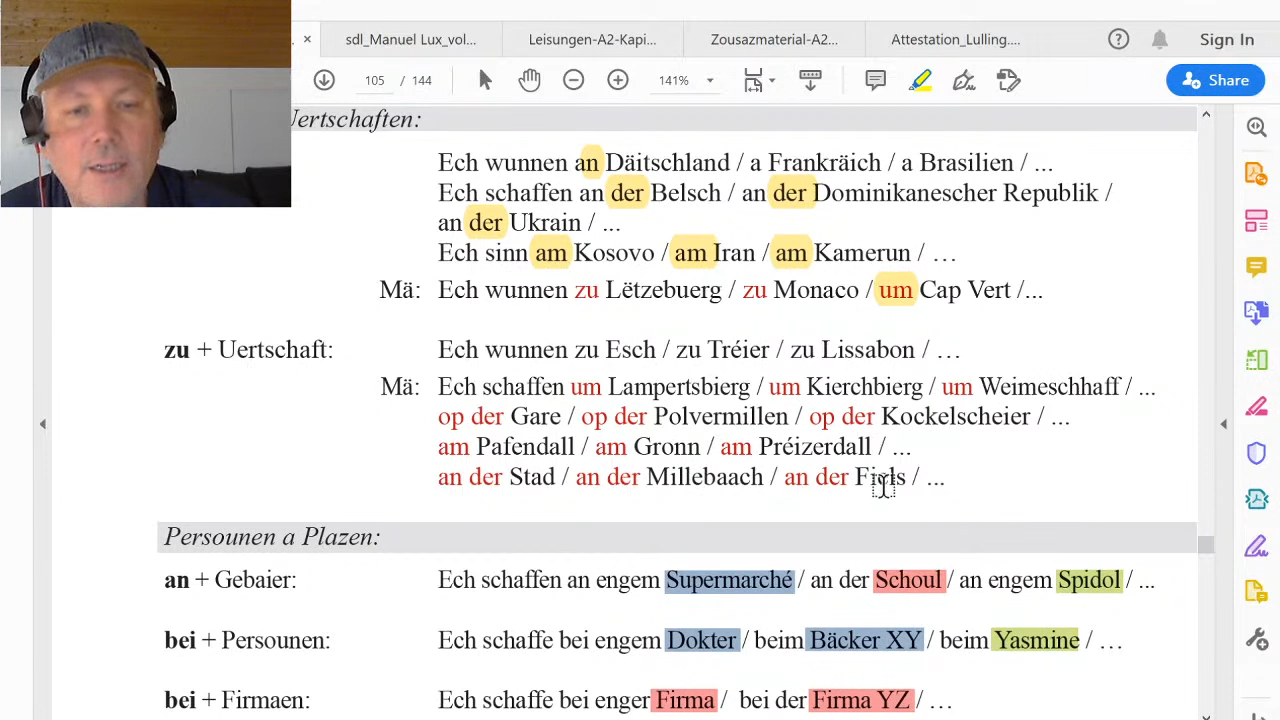 sdl_Manuel Lux_vol...
Leisungen-A2-Kapi...
Zousazmaterial-A2...
Attestation_Lulling....
Sign In
105 / 144
141%
Share
Uertschaften:
Ech wunnen an Däitschland / a Frankräich / a Brasilien / ...
Ech schaffen an der Belsch / an der Dominikanescher Republik /
an der Ukrain / ...
Ech sinn am Kosovo / am Iran / am Kamerun / …
Mä: Ech wunnen zu Lëtzebuerg / zu Monaco / um Cap Vert /...
zu + Uertschaft: Ech wunnen zu Esch / zu Tréier / zu Lissabon / …
Mä: Ech schaffen um Lampertsbierg / um Kierchbierg / um Weimeschhaff / ...
op der Gare / op der Polvermillen / op der Kockelscheier / ...
am Pafendall / am Gronn / am Préizerdall / ...
an der Stad / an der Millebaach / an der Fiels / ...
Persounen a Plazen:
an + Gebaier: Ech schaffen an engem Supermarché / an der Schoul / an engem Spidol / ...
bei + Persounen: Ech schaffe bei engem Dokter / beim Bäcker XY / beim Yasmine / …
bei + Firmaen: Ech schaffe bei enger Firma / bei der Firma YZ / …